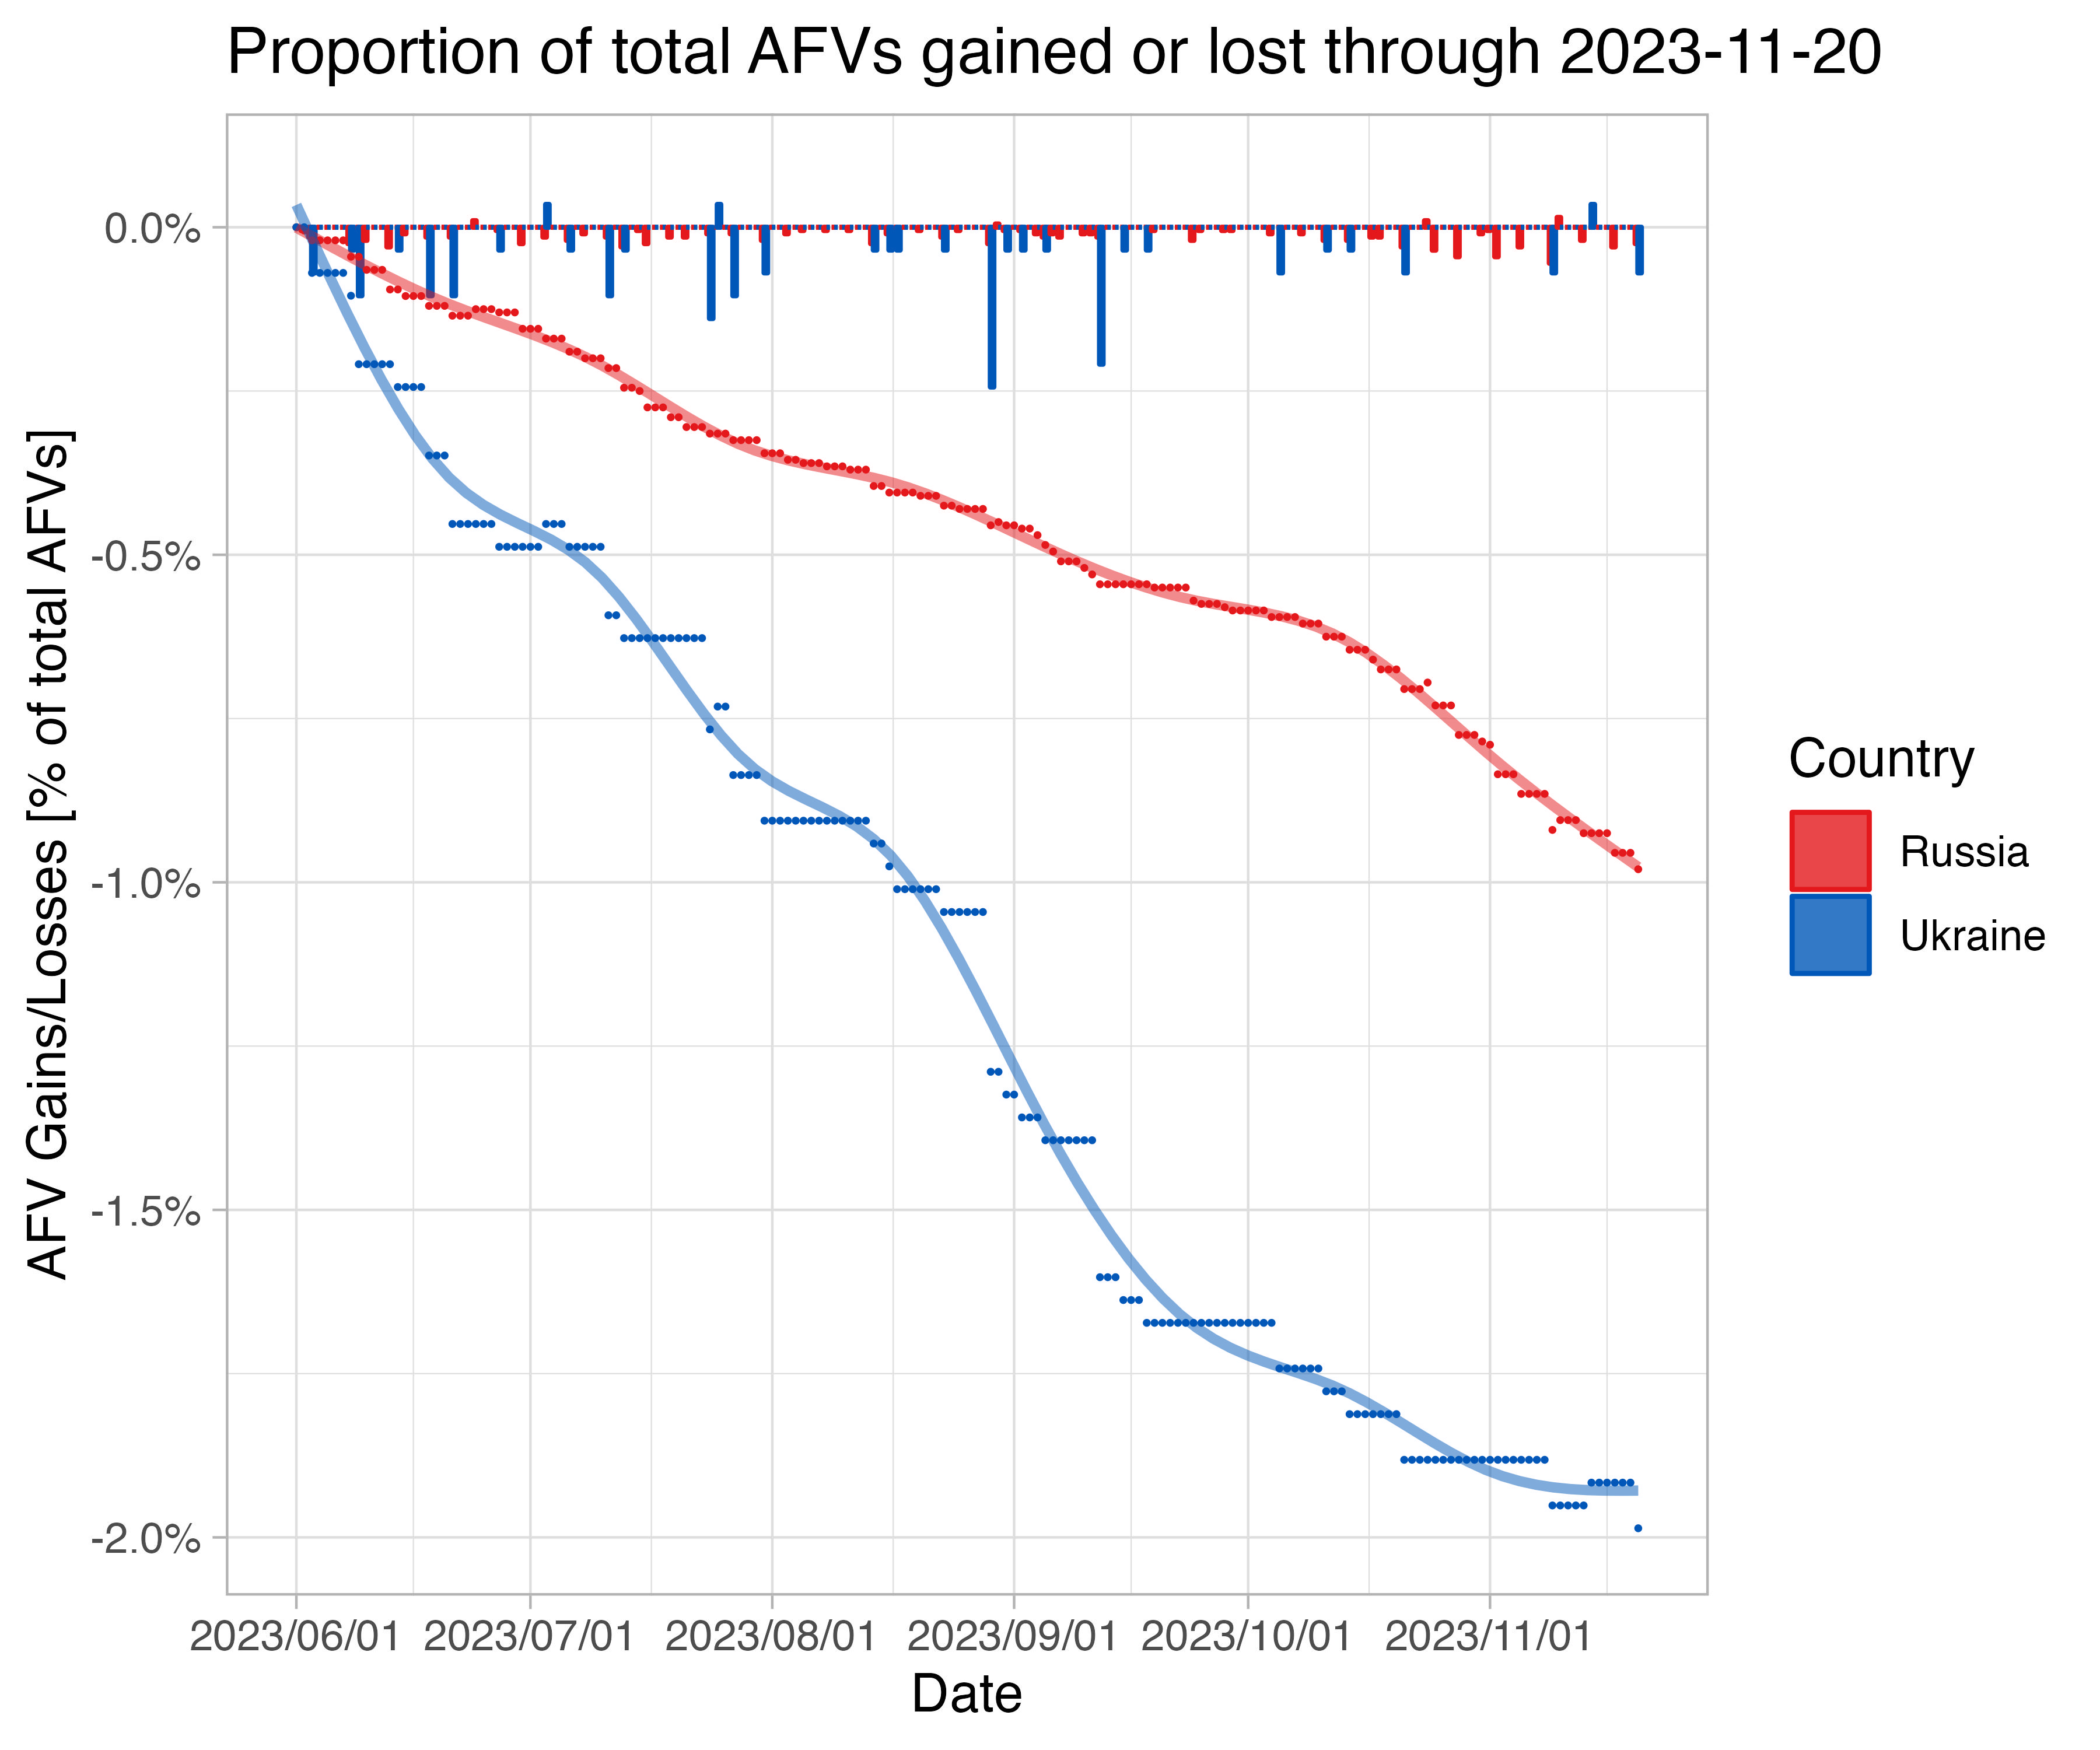 Proportion of total AFVs gained or lost through 2023-11-20
AFV Gains/Losses [% of total AFVs]
0.0%
-0.5%
-1.0%
-1.5%
-2.0%
2023/06/01 2023/07/01 2023/08/01 2023/09/01 2023/10/01 2023/11/01
Date
Country
Russia
Ukraine